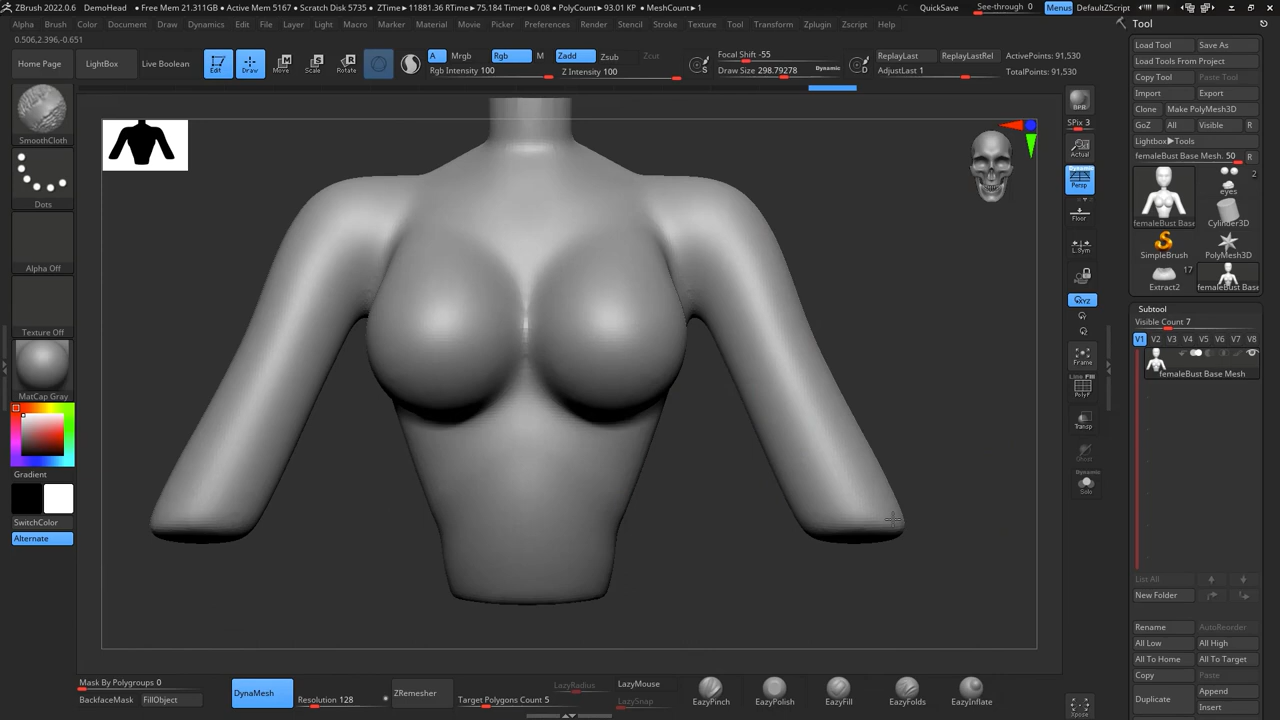 ZBrush 2022.0.6 DemoHead • Free Mem 21.311GB • Active Mem 5167 • Scratch Disk 5735 • ZTime►11881.36 RTime►75.184 Timer►0.08 • PolyCount►93.01 KP • MeshCount►1
AC QuickSave See-through 0 Menus DefaultZScript
Alpha Brush Color Document Draw Dynamics Edit File Layer Light Macro Marker Material Movie Picker Preferences Render Stencil Stroke Texture Tool Transform Zplugin Zscript Help
0.506,2.396,-0.651
Home Page LightBox Live Boolean
Edit Draw Move Scale Rotate
A Mrgb Rgb M Zadd Zsub Zcut
Rgb Intensity 100 Z Intensity 100
Focal Shift -55
Draw Size 298.79278 Dynamic
S
D
ReplayLast ReplayLastRel ActivePoints: 91,530
AdjustLast 1 TotalPoints: 91,530
SmoothCloth
Dots
Alpha Off
Texture Off
MatCap Gray
Gradient
SwitchColor
Alternate
BPR
SPix 3
Actual
Dynamic
Persp
Floor
L.Sym
XYZ
Frame
Line Fill
PolyF
Transp
Ghost
Dynamic
Solo
Xpose
Tool
Load Tool Save As
Load Tools From Project
Copy Tool Paste Tool
Import Export
Clone Make PolyMesh3D
GoZ All Visible R
Lightbox►Tools
femaleBust Base Mesh. 50 R
femaleBust Base
eyes 2
Cylinder3D
SimpleBrush PolyMesh3D
Extract2 17
femaleBust Base
Subtool
Visible Count 7
V1 V2 V3 V4 V5 V6 V7 V8
femaleBust Base Mesh
List All
New Folder
Rename AutoReorder
All Low All High
All To Home All To Target
Copy Paste
Duplicate Append
Insert
Mask By Polygroups 0
BackfaceMask FillObject
DynaMesh
Resolution 128
ZRemesher
Target Polygons Count 5
LazyRadius LazyMouse
LazySnap
EazyPinch EazyPolish EazyFill EazyFolds EazyInflate